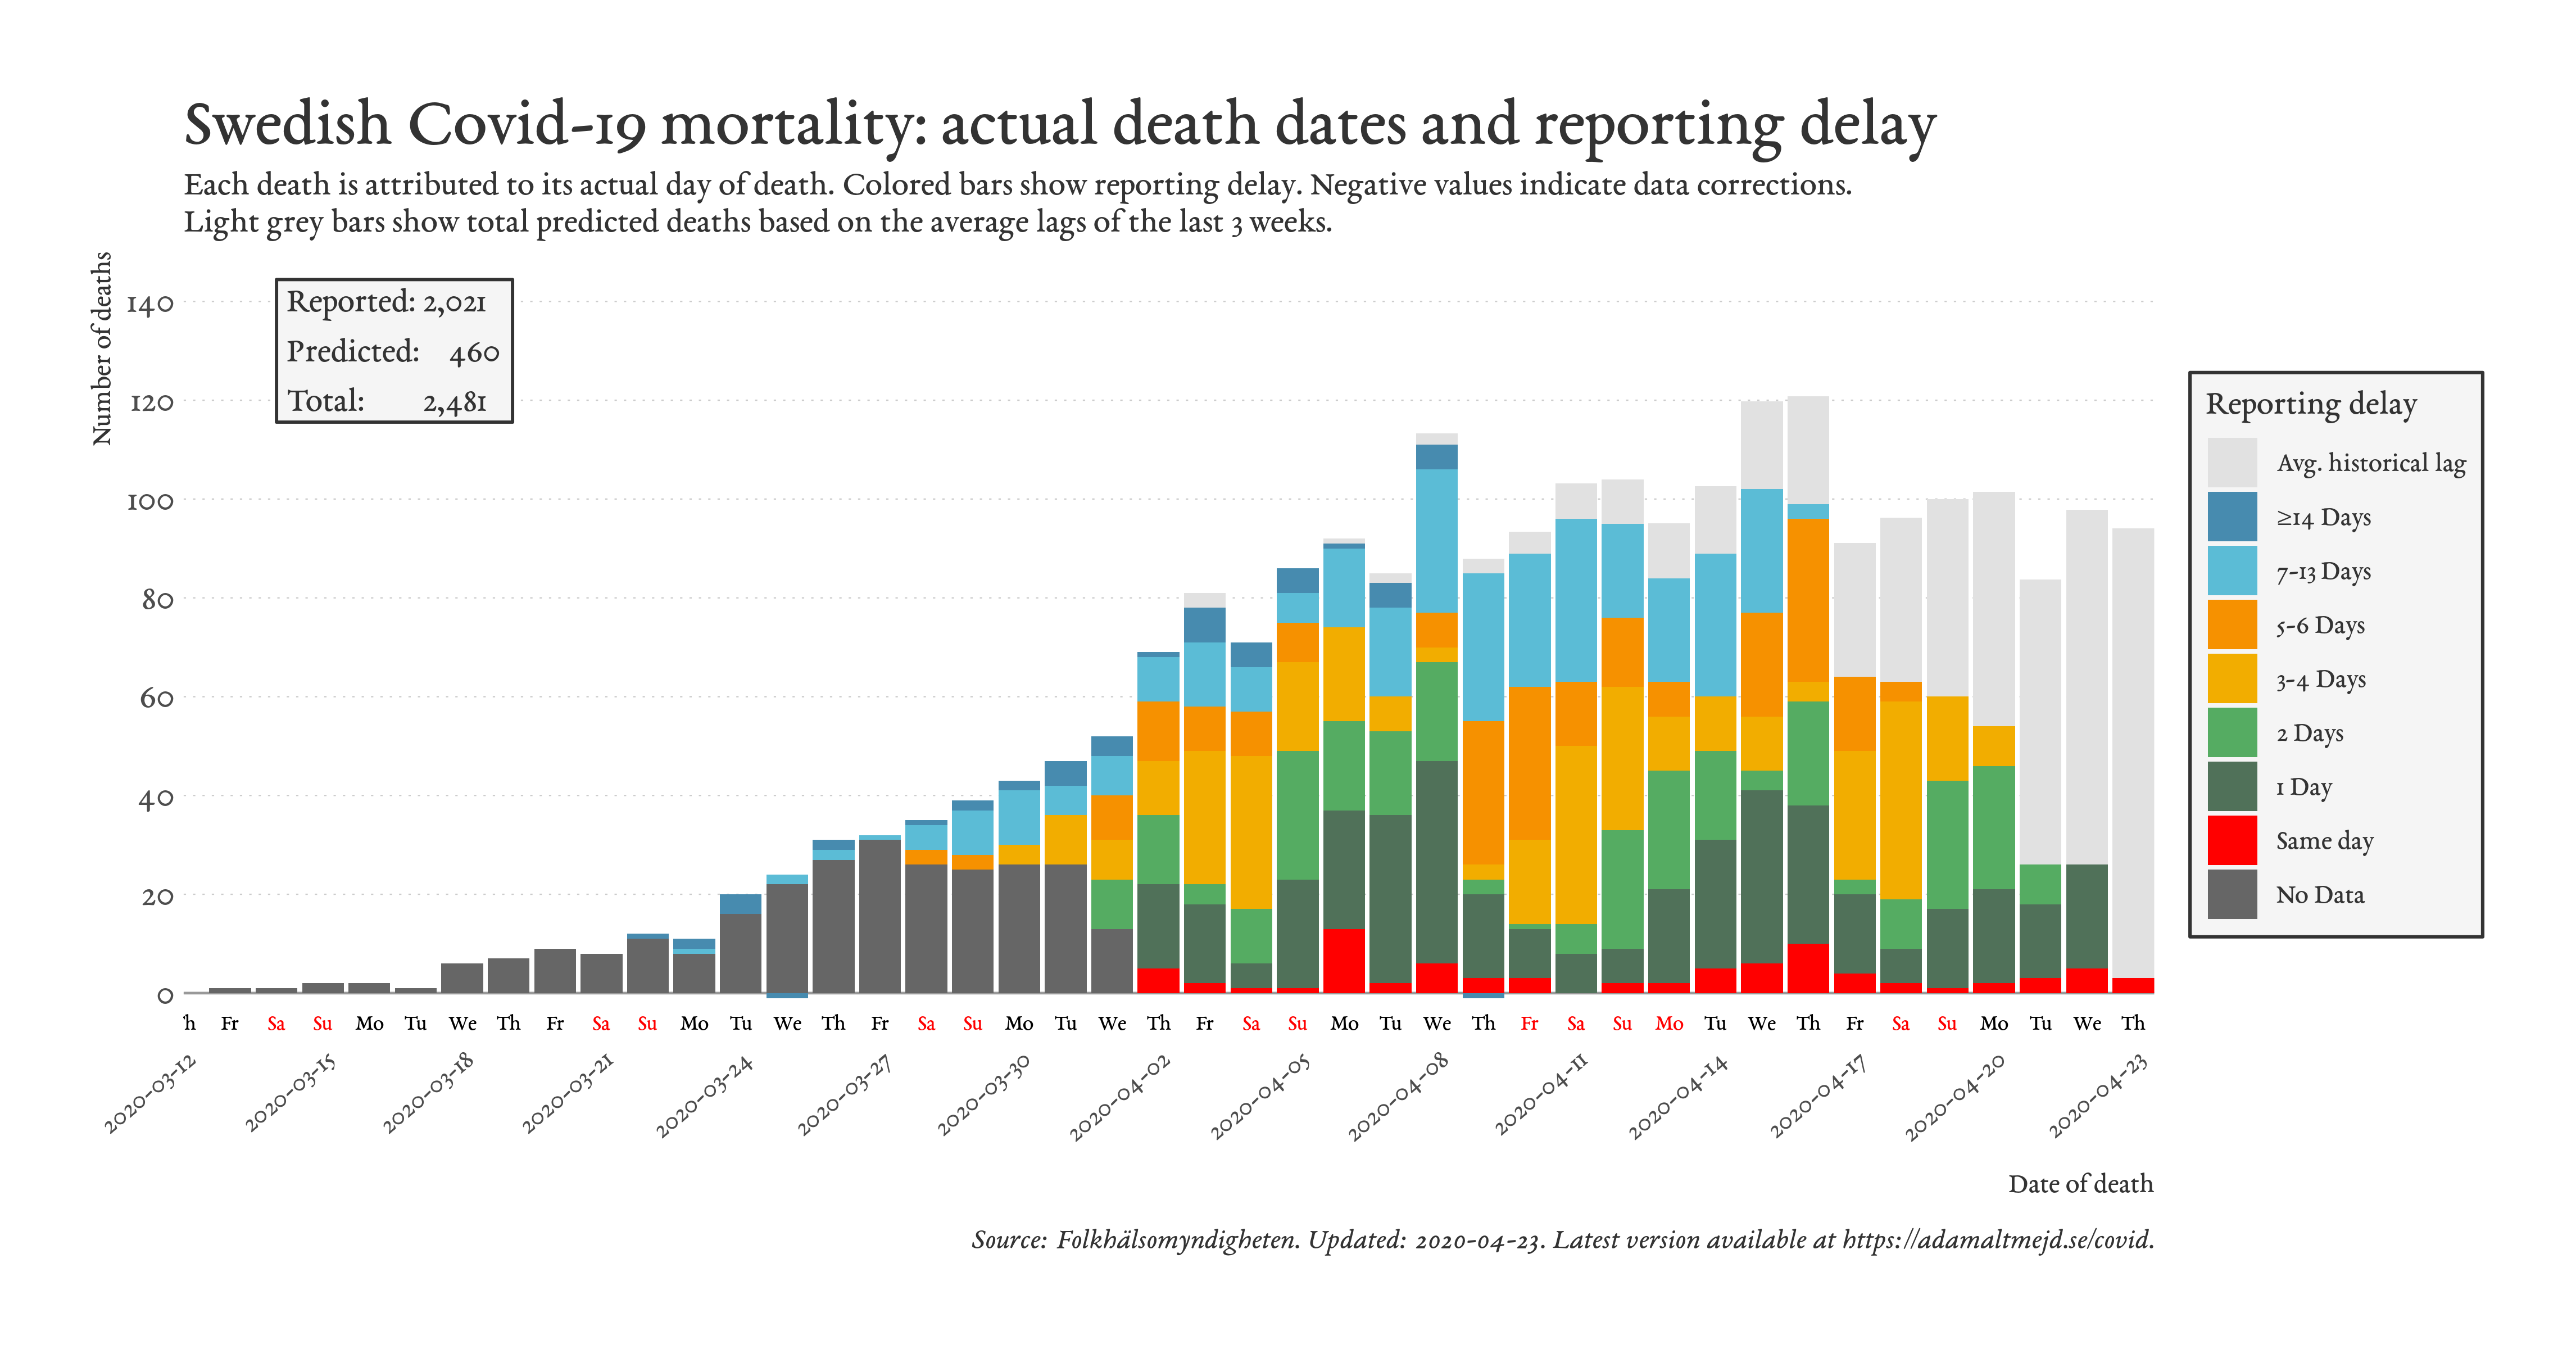 Swedish Covid-19 mortality: actual death dates and reporting delay
Each death is attributed to its actual day of death. Colored bars show reporting delay. Negative values indicate data corrections.
Light grey bars show total predicted deaths based on the average lags of the last 3 weeks.
Number of deaths
140
120
100
80
60
40
20
0
Reported: 2,021
Predicted: 460
Total: 2,481
Reporting delay
Avg. historical lag
≥14 Days
7-13 Days
5-6 Days
3-4 Days
2 Days
1 Day
Same day
No Data
h Fr Sa Su Mo Tu We Th Fr Sa Su Mo Tu We Th Fr Sa Su Mo Tu We Th Fr Sa Su Mo Tu We Th Fr Sa Su Mo Tu We Th Fr Sa Su Mo Tu We Th
2020-03-12 2020-03-15 2020-03-18 2020-03-21 2020-03-24 2020-03-27 2020-03-30 2020-04-02 2020-04-05 2020-04-08 2020-04-11 2020-04-14 2020-04-17 2020-04-20 2020-04-23
Date of death
Source: Folkhälsomyndigheten. Updated: 2020-04-23. Latest version available at https://adamaltmejd.se/covid.